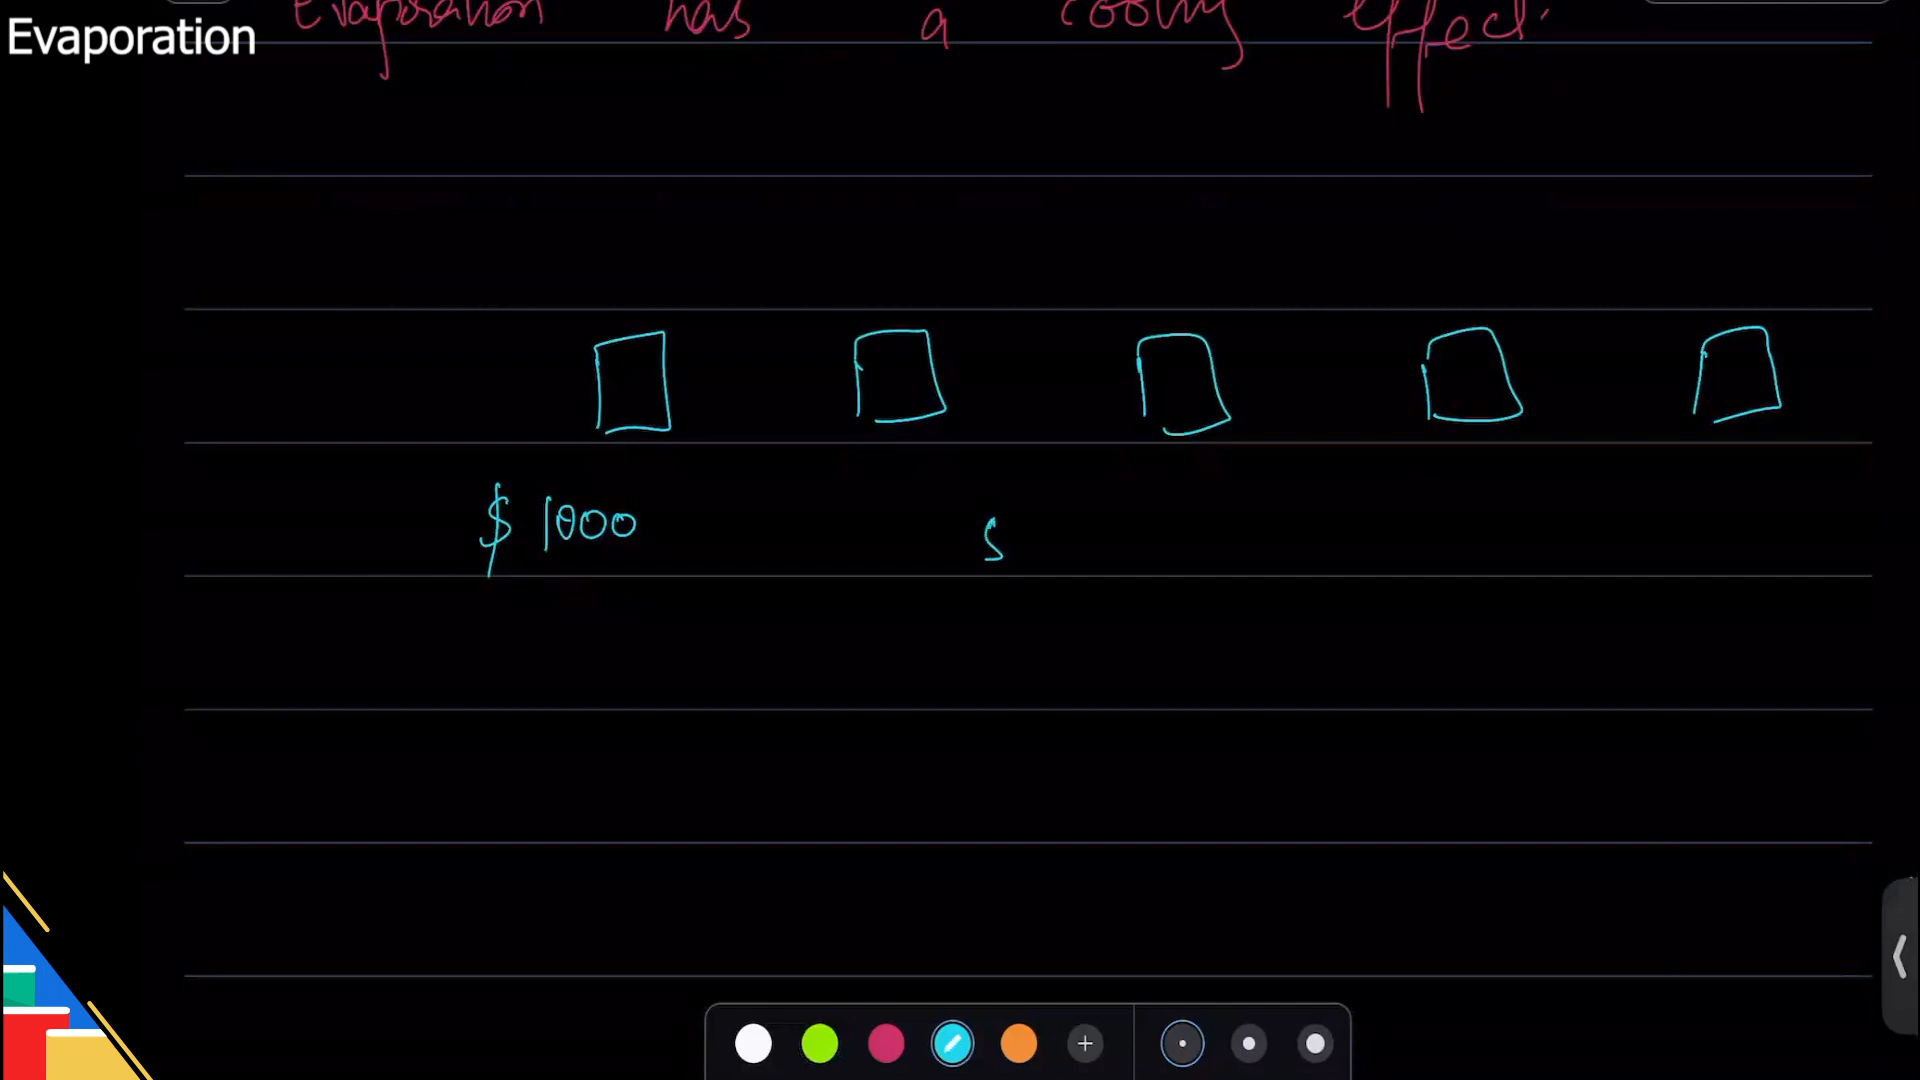 Evaporation has a cooling effect.
Evaporation
$ 1000 S